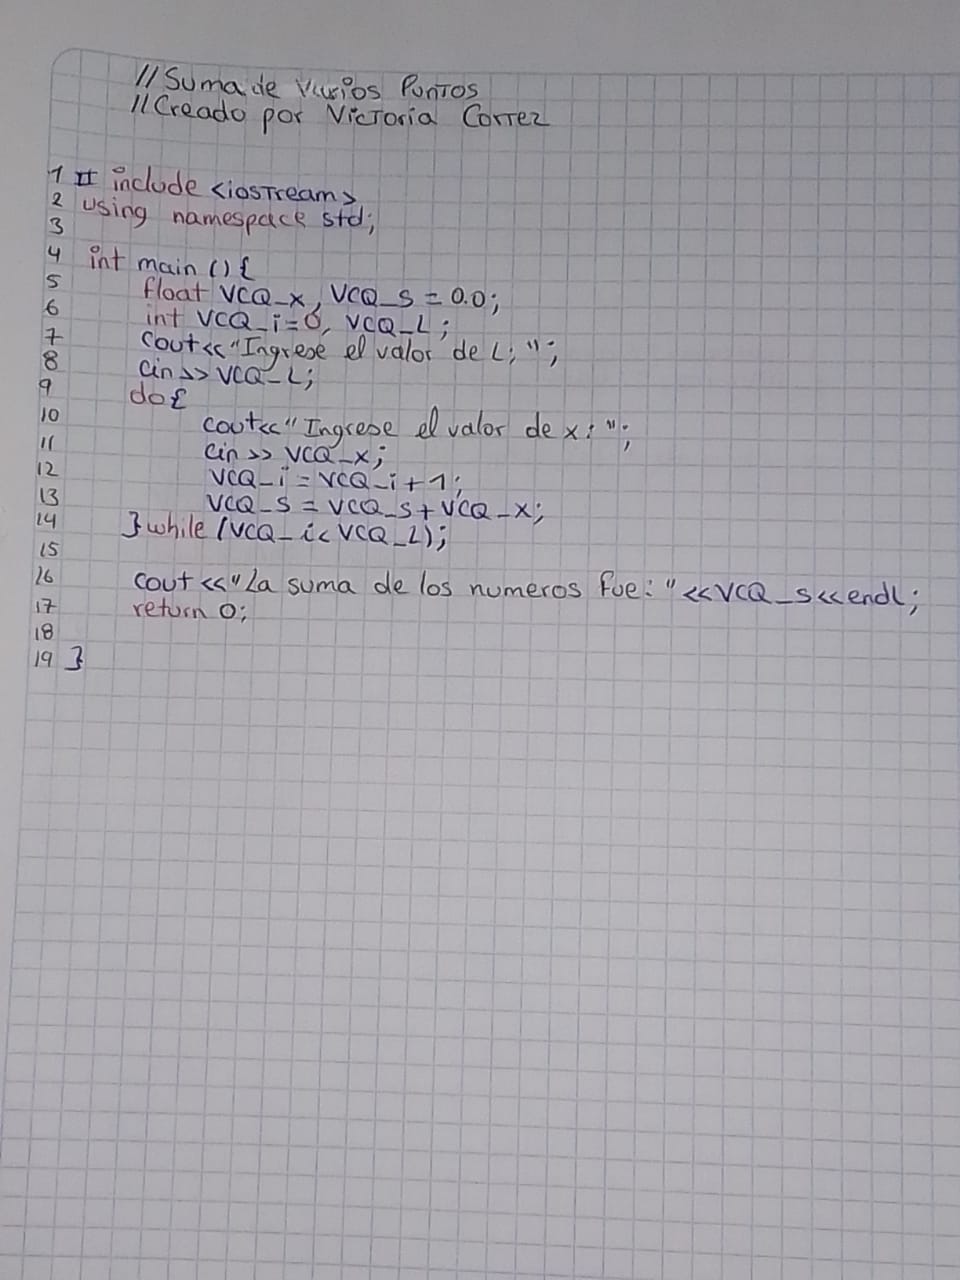 //Suma de Varios Puntos
//Creado por Victoria Cortez
1 # include <iostream>
2 using namespace std;
3
4 int main () {
5 float VCQ_x, VCQ_s = 0.0;
6 int VCQ_i=0, VCQ_L;
7 cout<<"Ingrese el valor de L; ";
8 cin>>VCQ_L;
9 do{
10 cout<<"Ingrese el valor de x: ";
11 cin>> VCQ_x;
12 VCQ_i = VCQ_i+1;
13 VCQ_s = VCQ_s+VCQ_x;
14 }while (VCQ_i< VCQ_L);
15
16 cout <<"La suma de los numeros fue: "<<VCQ_s<<endl;
17 return 0;
18
19 }